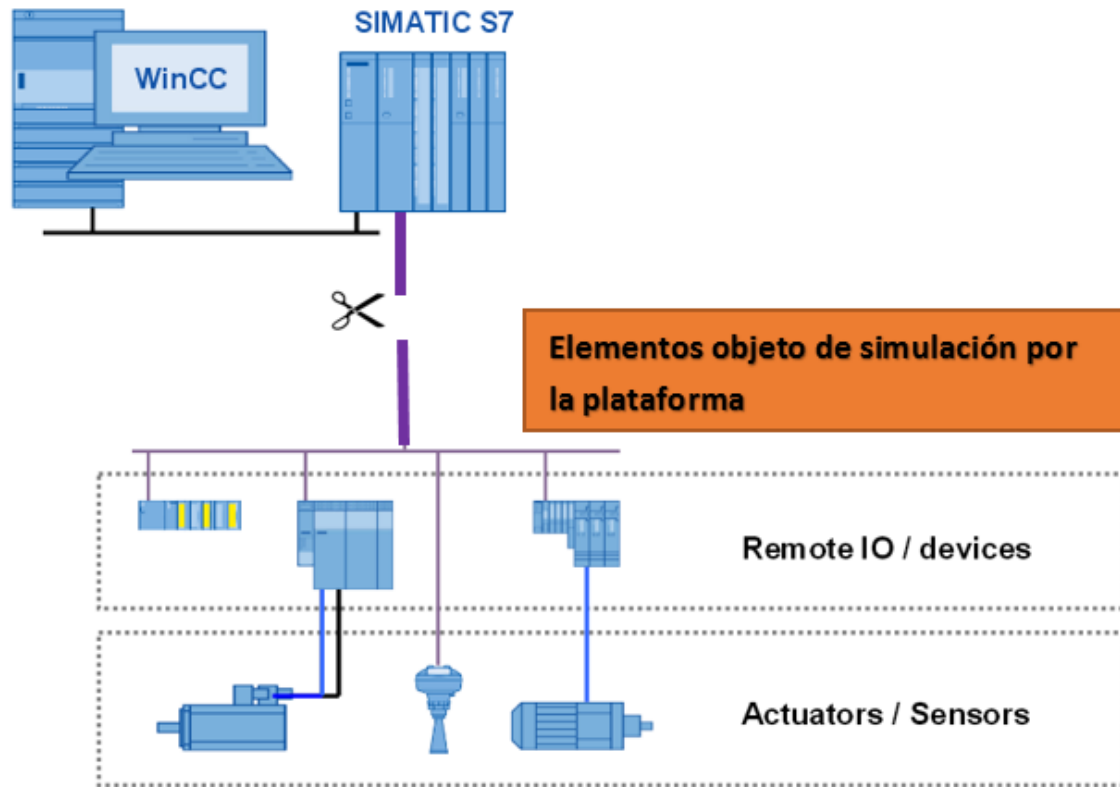 SIMATIC S7
WinCC
Elementos objeto de simulación por
la plataforma
Remote IO / devices
Actuators / Sensors